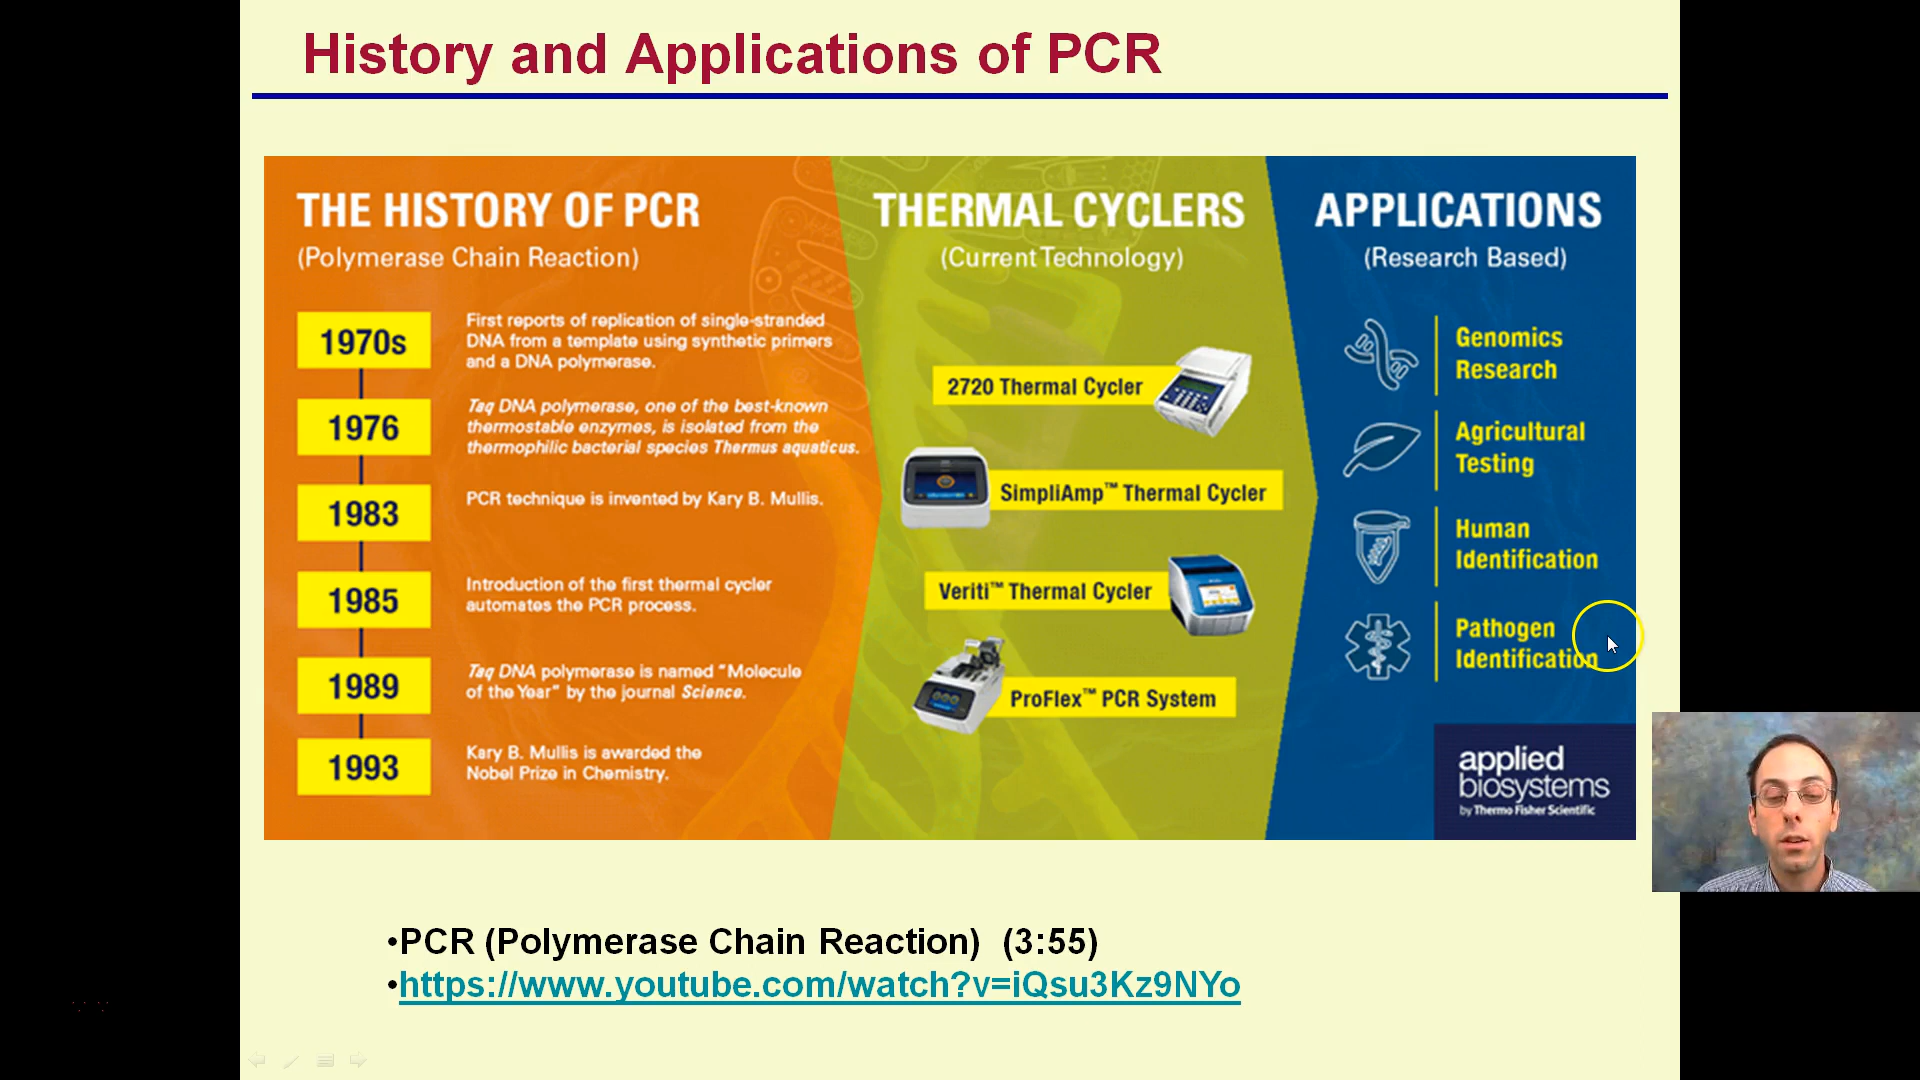 History and Applications of PCR
THE HISTORY OF PCR
(Polymerase Chain Reaction)
1970s
First reports of replication of single-stranded
DNA from a template using synthetic primers
and a DNA polymerase.
1976
Taq DNA polymerase, one of the best-known
thermostable enzymes, is isolated from the
thermophilic bacterial species Thermus aquaticus.
1983
PCR technique is invented by Kary B. Mullis.
1985
Introduction of the first thermal cycler
automates the PCR process.
1989
Taq DNA polymerase is named "Molecule
of the Year" by the journal Science.
1993
Kary B. Mullis is awarded the
Nobel Prize in Chemistry.
THERMAL CYCLERS
(Current Technology)
2720 Thermal Cycler
SimpliAmp™ Thermal Cycler
Veriti™ Thermal Cycler
ProFlex™ PCR System
APPLICATIONS
(Research Based)
Genomics
Research
Agricultural
Testing
Human
Identification
Pathogen
Identification
applied
biosystems
by Thermo Fisher Scientific
•PCR (Polymerase Chain Reaction) (3:55)
•https://www.youtube.com/watch?v=iQsu3Kz9NYo